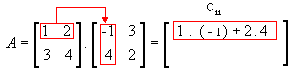 C₁₁
A = [1 2] . [-1 3] = [1 . (-1) + 2.4
[3 4] [4 2]